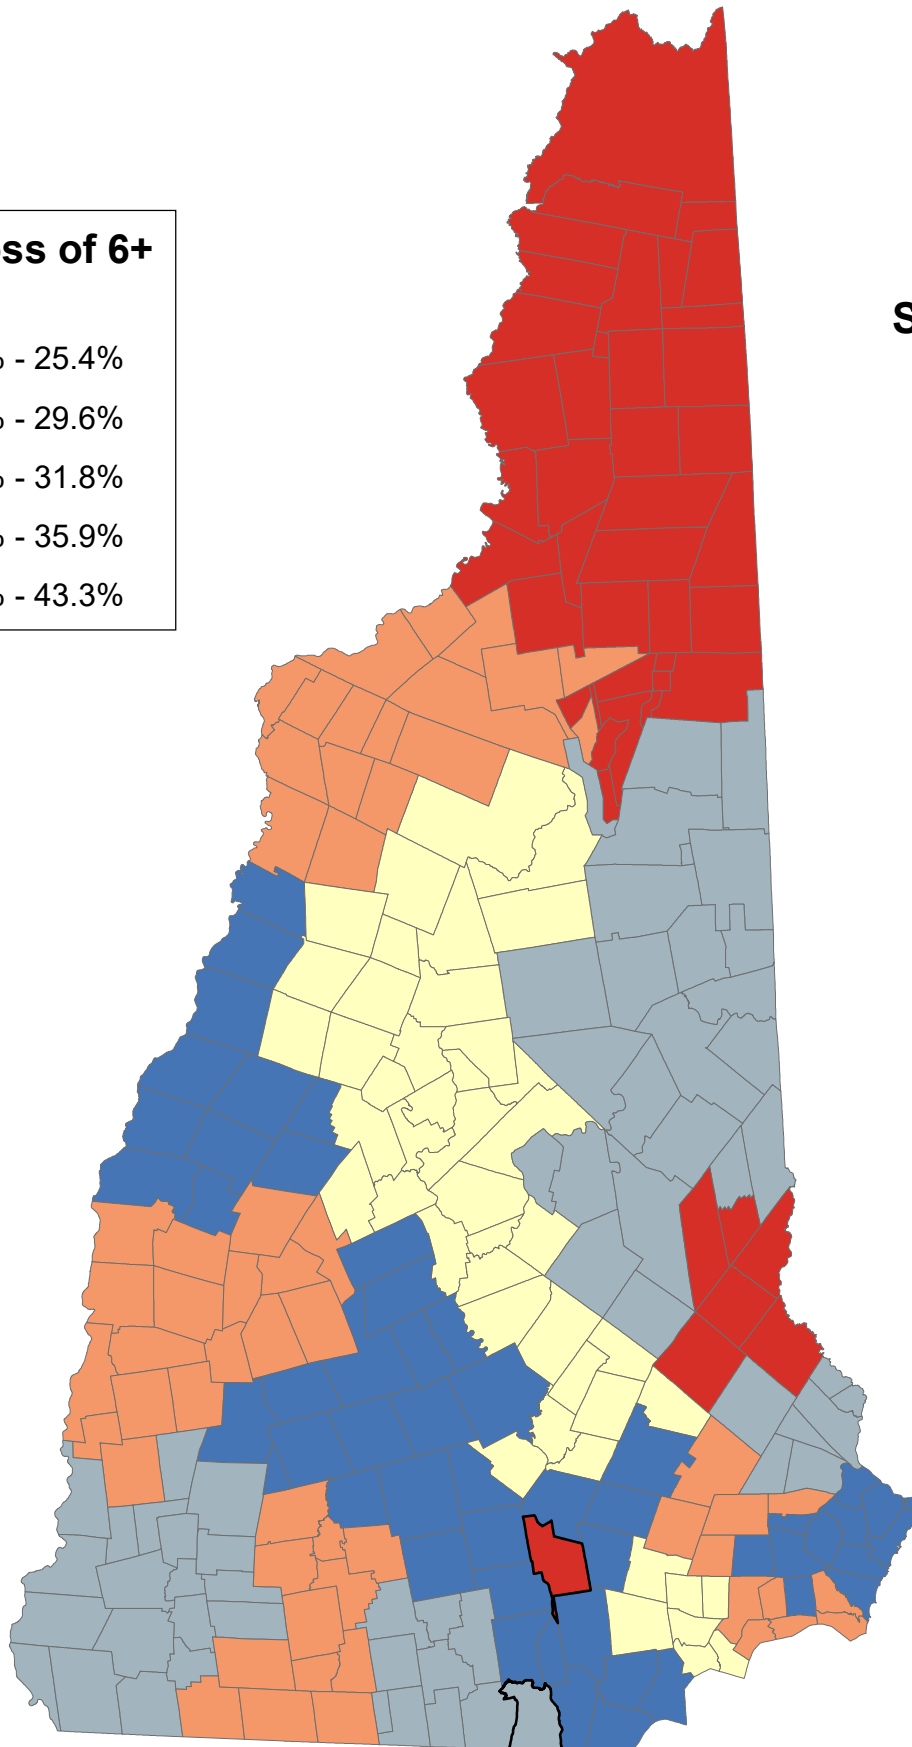 ss of 6+
% - 25.4%
% - 29.6%
% - 31.8%
% - 35.9%
% - 43.3%
S